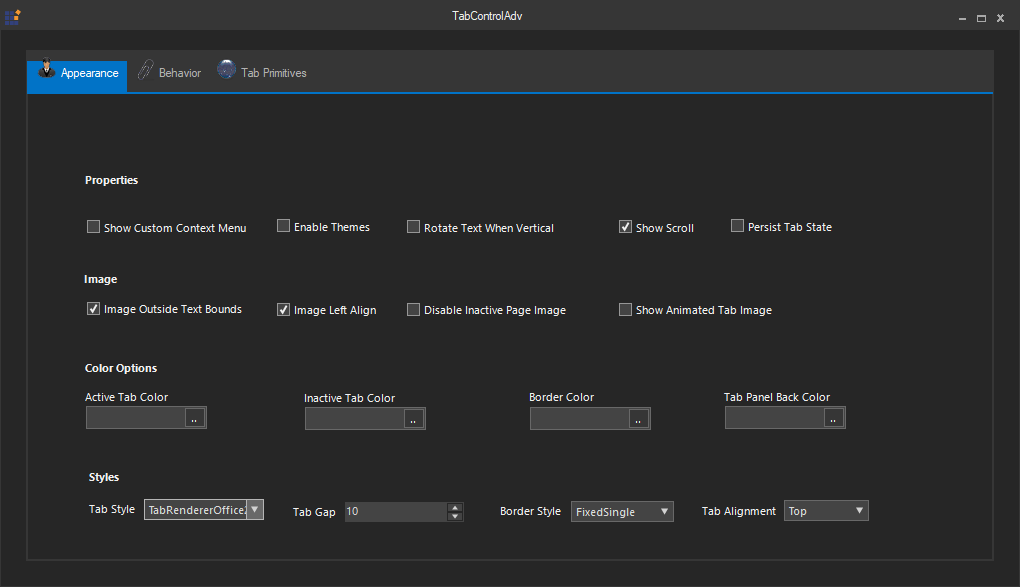 TabControlAdv
Appearance Behavior Tab Primitives
Properties
Show Custom Context Menu Enable Themes Rotate Text When Vertical Show Scroll Persist Tab State
Image
Image Outside Text Bounds Image Left Align Disable Inactive Page Image Show Animated Tab Image
Color Options
Active Tab Color Inactive Tab Color Border Color Tab Panel Back Color
.. .. .. ..
Styles
Tab Style TabRendererOffice Tab Gap 10 Border Style FixedSingle Tab Alignment Top